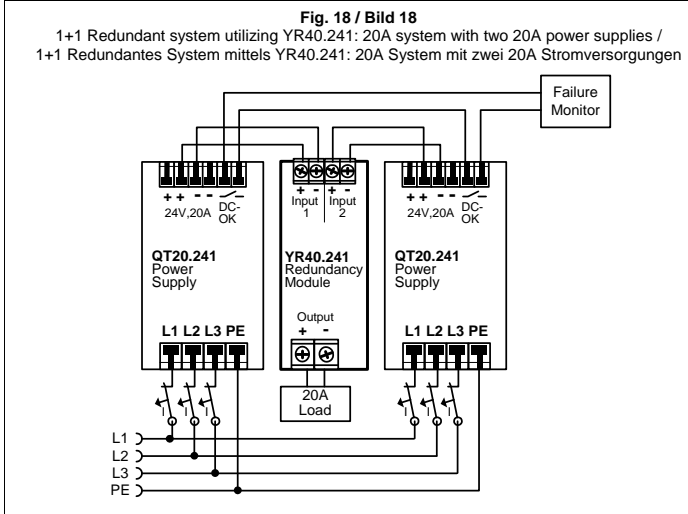 Fig. 18 / Bild 18
1+1 Redundant system utilizing YR40.241: 20A system with two 20A power supplies /
1+1 Redundantes System mittels YR40.241: 20A System mit zwei 20A Stromversorgungen
Failure
Monitor
+ + - -
24V,20A
DC-
OK
QT20.241
Power
Supply
L1 L2 L3 PE
+ - + -
Input
1
Input
2
YR40.241
Redundancy
Module
Output
+ -
20A
Load
+ + - -
24V,20A
DC-
OK
QT20.241
Power
Supply
L1 L2 L3 PE
I I I
I I I
L1
L2
L3
PE